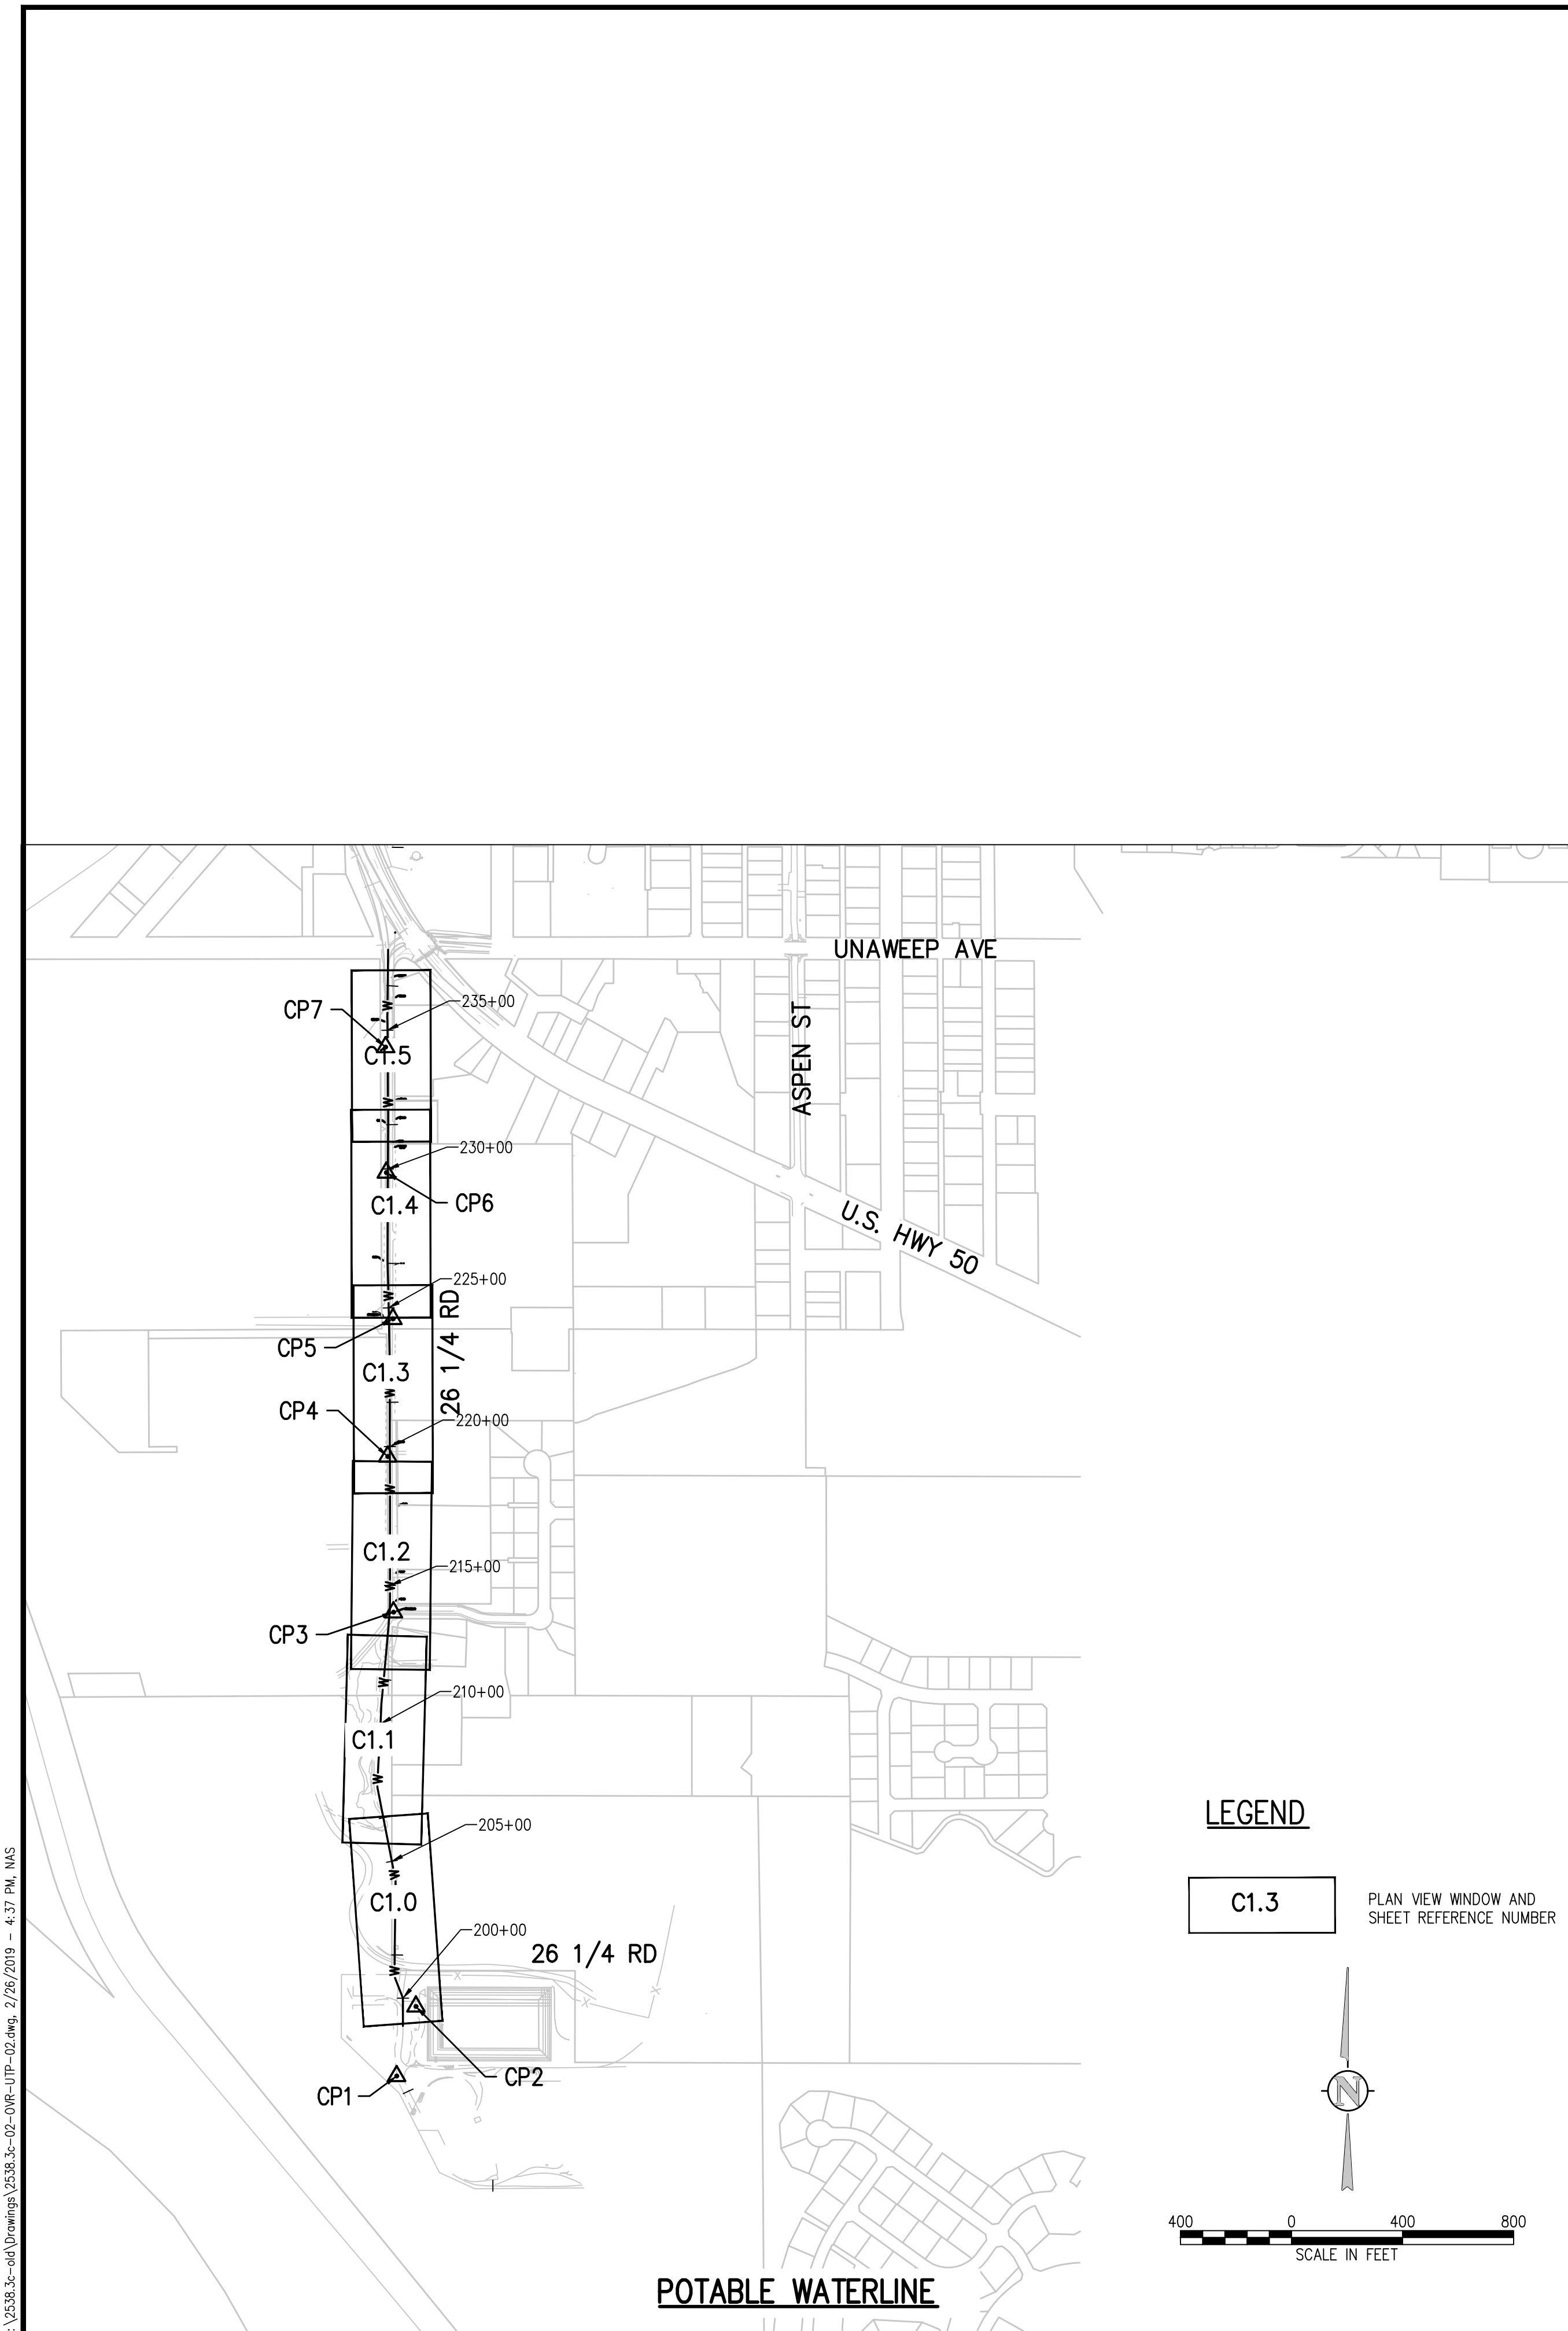 UNAWEEP AVE
235+00
CP7
C1.5
ASPEN ST
W
W
230+00
CP6
C1.4
U.S. HWY 50
225+00
W
26 1/4 RD
CP5
C1.3
W
CP4
220+00
W
C1.2
215+00
W
CP3
W
210+00
C1.1
W
205+00
W
C1.0
200+00
26 1/4 RD
W
X
X
X
CP2
CP1
LEGEND
C1.3
PLAN VIEW WINDOW AND
SHEET REFERENCE NUMBER
N
400 0 400 800
SCALE IN FEET
POTABLE WATERLINE
:\2538.3c-old\Drawings\2538.3c-02-OVR-UTP-02.dwg, 2/26/2019 - 4:37 PM, NAS